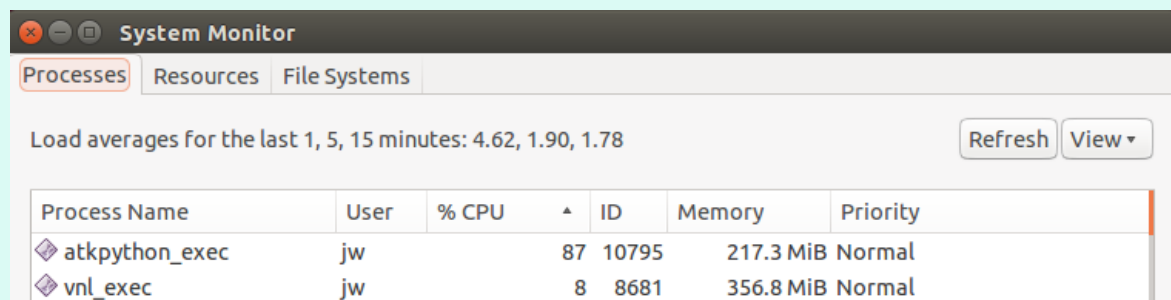 System Monitor
Processes Resources File Systems
Load averages for the last 1, 5, 15 minutes: 4.62, 1.90, 1.78 Refresh View
Process Name User % CPU ID Memory Priority
atkpython_exec jw 87 10795 217.3 MiB Normal
vnl_exec jw 8 8681 356.8 MiB Normal